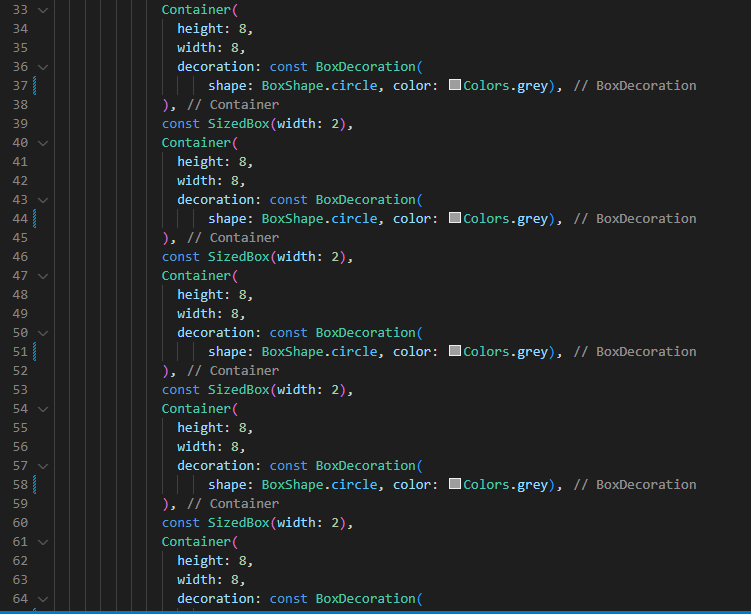 33 Container(
34 height: 8,
35 width: 8,
36 decoration: const BoxDecoration(
37 shape: BoxShape.circle, color: Colors.grey), // BoxDecoration
38 ), // Container
39 const SizedBox(width: 2),
40 Container(
41 height: 8,
42 width: 8,
43 decoration: const BoxDecoration(
44 shape: BoxShape.circle, color: Colors.grey), // BoxDecoration
45 ), // Container
46 const SizedBox(width: 2),
47 Container(
48 height: 8,
49 width: 8,
50 decoration: const BoxDecoration(
51 shape: BoxShape.circle, color: Colors.grey), // BoxDecoration
52 ), // Container
53 const SizedBox(width: 2),
54 Container(
55 height: 8,
56 width: 8,
57 decoration: const BoxDecoration(
58 shape: BoxShape.circle, color: Colors.grey), // BoxDecoration
59 ), // Container
60 const SizedBox(width: 2),
61 Container(
62 height: 8,
63 width: 8,
64 decoration: const BoxDecoration(